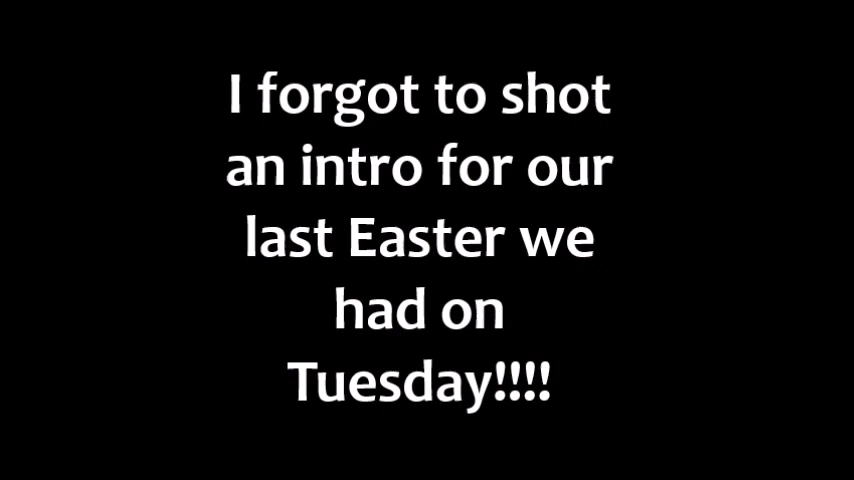 I forgot to shot
an intro for our
last Easter we
had on
Tuesday!!!!